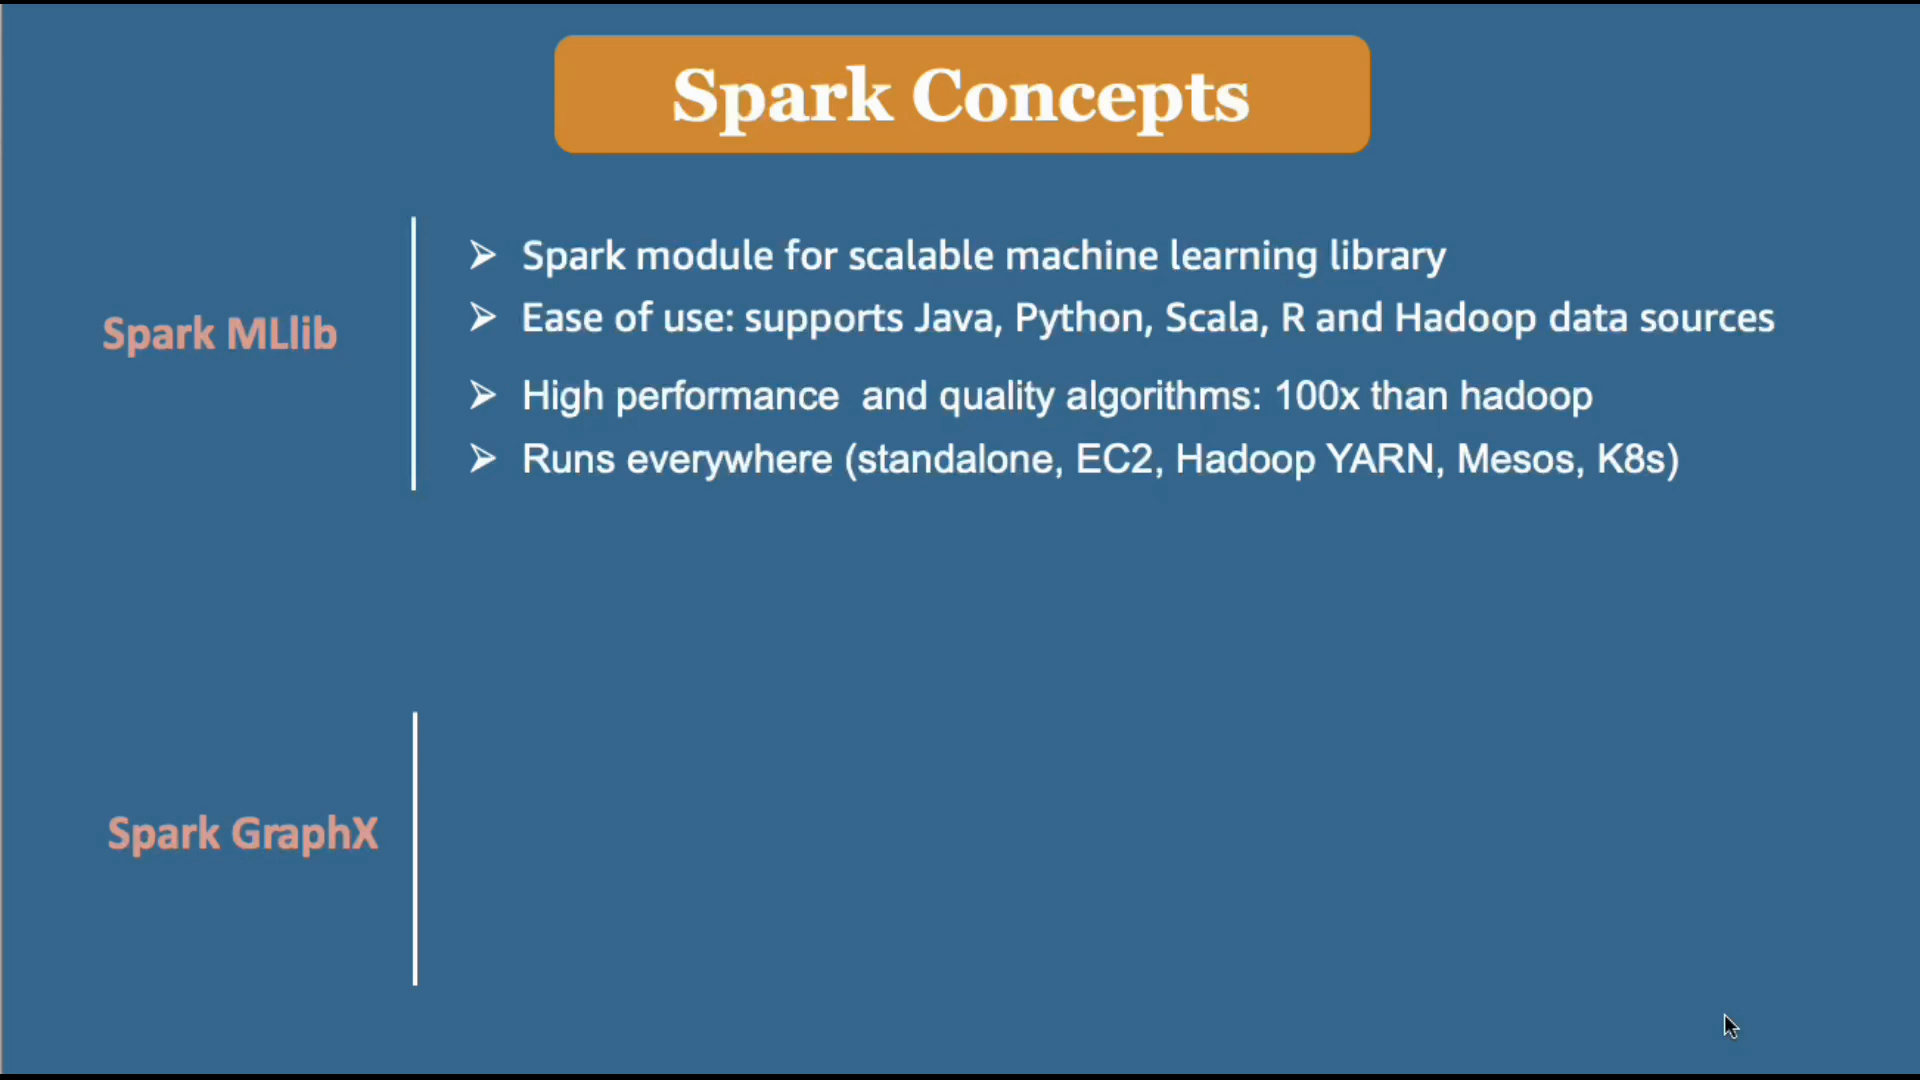 Spark Concepts
Spark MLlib
Spark module for scalable machine learning library
Ease of use: supports Java, Python, Scala, R and Hadoop data sources
High performance  and quality algorithms: 100x than hadoop
Runs everywhere (standalone, EC2, Hadoop YARN, Mesos, K8s)
Spark GraphX